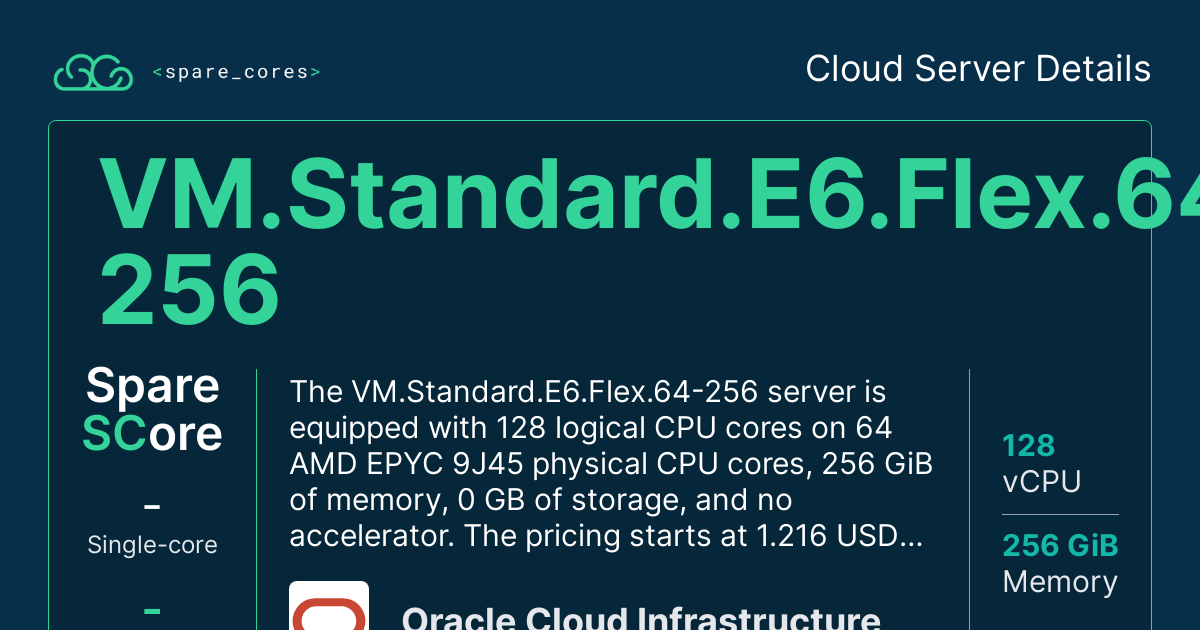 <spare_cores>
Cloud Server Details
VM.Standard.E6.Flex.64
256
Spare
SCore
-
Single-core
-
The VM.Standard.E6.Flex.64-256 server is
equipped with 128 logical CPU cores on 64
AMD EPYC 9J45 physical CPU cores, 256 GiB
of memory, 0 GB of storage, and no
accelerator. The pricing starts at 1.216 USD...
Oracle Cloud Infrastructure
128
vCPU
256 GiB
Memory